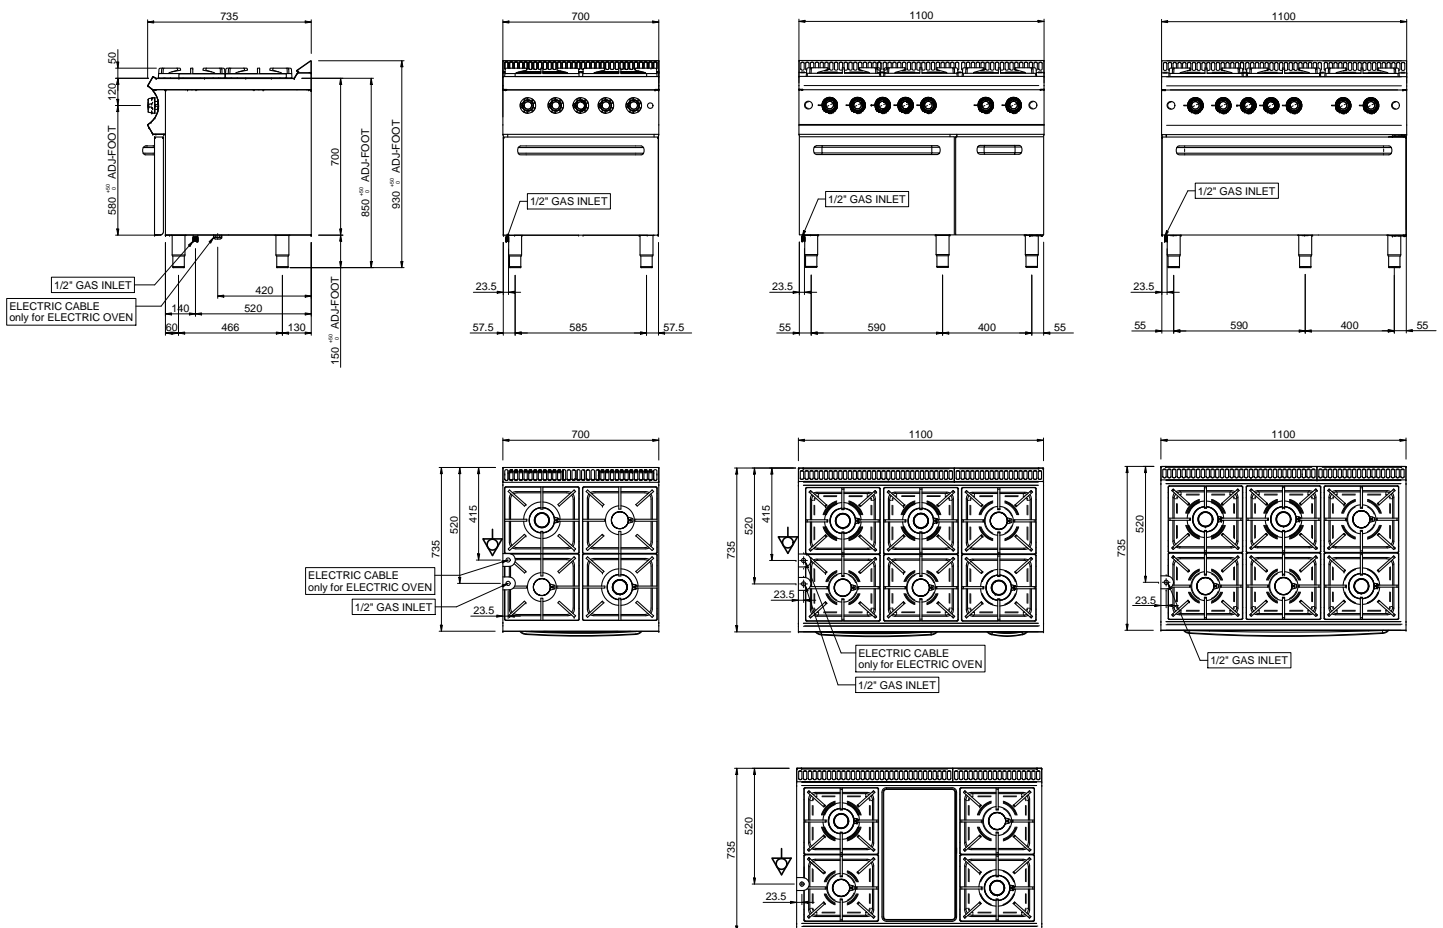 735
50
120
580 +50 0 ADJ-FOOT
700
850 +50 0 ADJ-FOOT
930 +50 0 ADJ-FOOT
1/2" GAS INLET
ELECTRIC CABLE
only for ELECTRIC OVEN
420
140
520
60
466
130
150 +50 0 ADJ-FOOT
700
1/2" GAS INLET
23.5
57.5
585
57.5
1100
1/2" GAS INLET
23.5
55
590
400
55
1100
1/2" GAS INLET
23.5
55
590
400
55
700
735
520
415
ELECTRIC CABLE
only for ELECTRIC OVEN
1/2" GAS INLET
23.5
1100
735
520
415
23.5
ELECTRIC CABLE
only for ELECTRIC OVEN
1/2" GAS INLET
1100
735
520
23.5
1/2" GAS INLET
735
520
23.5